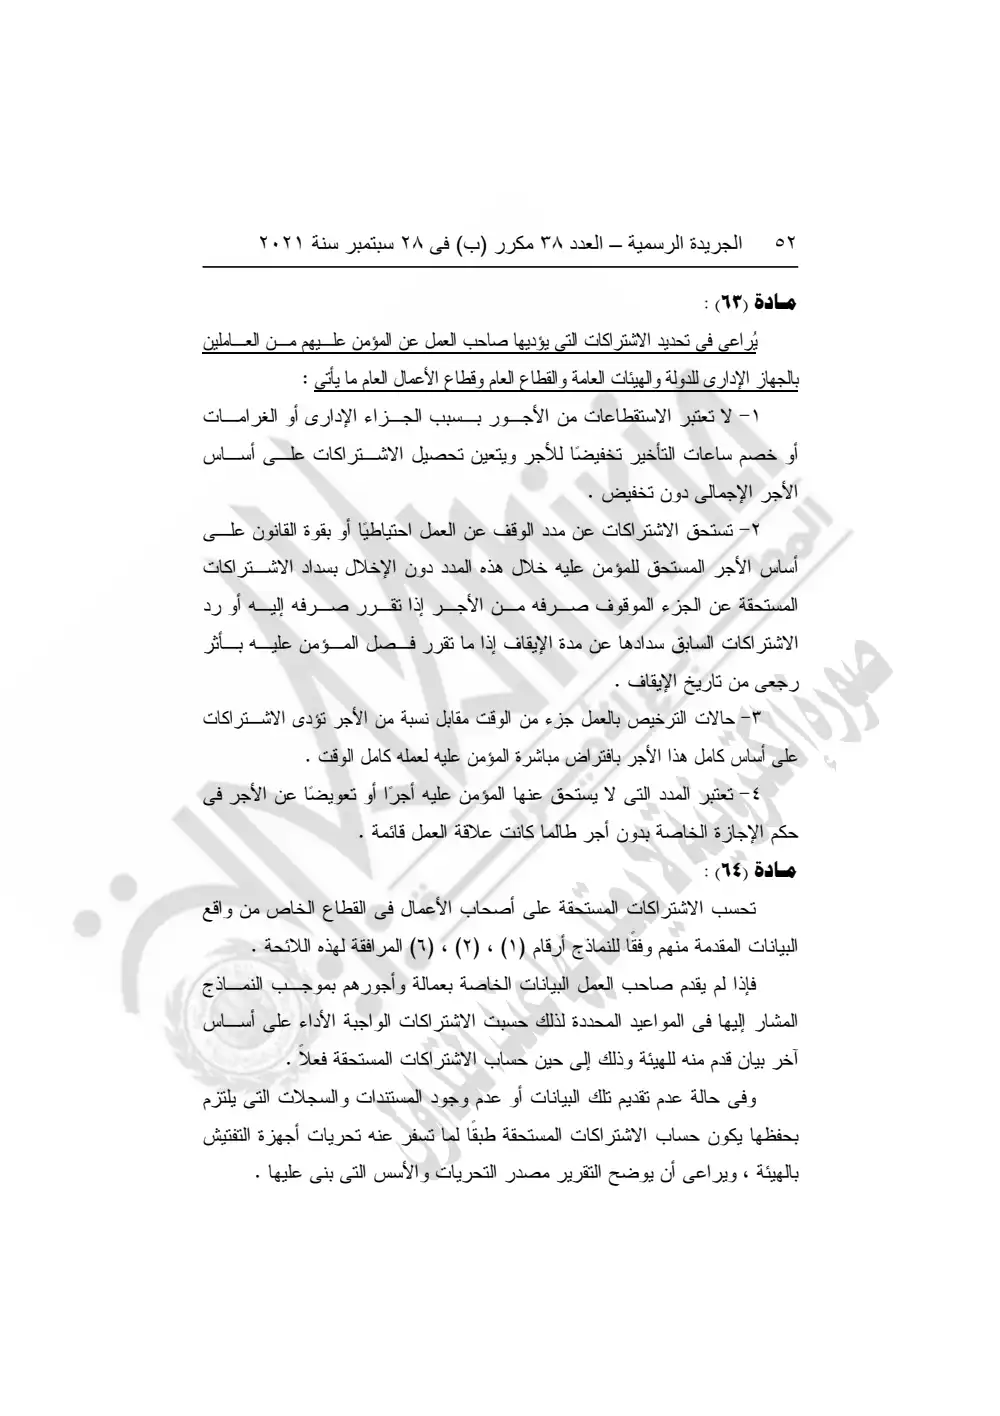 ٥٢ الجريدة الرسمية – العدد ٣٨ مكرر (ب) فى ٢٨ سبتمبر سنة ٢٠٢١
مادة (٦٣) :
يُراعى فى تحديد الاشتراكات التى يؤديها صاحب العمل عن المؤمن عليهم من العاملين
بالجهاز الإدارى للدولة والهيئات العامة والقطاع العام وقطاع الأعمال العام ما يأتى :
١- لا تعتبر الاستقطاعات من الأجور بسبب الجزاء الإدارى أو الغرامات
أو خصم ساعات التأخير تخفيضًا للأجر ويتعين تحصيل الاشتراكات على أساس
الأجر الإجمالى دون تخفيض .
٢- تستحق الاشتراكات عن مدد الوقف عن العمل احتياطيًا أو بقوة القانون على
أساس الأجر المستحق للمؤمن عليه خلال هذه المدد دون الإخلال بسداد الاشتراكات
المستحقة عن الجزء الموقوف صرفه من الأجر إذا تقرر صرفه إليه أو رد
الاشتراكات السابق سدادها عن مدة الإيقاف إذا ما تقرر فصل المؤمن عليه بأثر
رجعى من تاريخ الإيقاف .
٣- حالات الترخيص بالعمل جزء من الوقت مقابل نسبة من الأجر تؤدى الاشتراكات
على أساس كامل هذا الأجر بافتراض مباشرة المؤمن عليه لعمله كامل الوقت .
٤- تعتبر المدد التى لا يستحق عنها المؤمن عليه أجرًا أو تعويضًا عن الأجر فى
حكم الإجازة الخاصة بدون أجر طالما كانت علاقة العمل قائمة .
مادة (٦٤) :
تحسب الاشتراكات المستحقة على أصحاب الأعمال فى القطاع الخاص من واقع
البيانات المقدمة منهم وفقًا للنماذج أرقام (١) ، (٢) ، (٦) المرافقة لهذه اللائحة .
فإذا لم يقدم صاحب العمل البيانات الخاصة بعمالة وأجورهم بموجب النماذج
المشار إليها فى المواعيد المحددة لذلك حسبت الاشتراكات الواجبة الأداء على أساس
آخر بيان قدم منه للهيئة وذلك إلى حين حساب الاشتراكات المستحقة فعلاً .
وفى حالة عدم تقديم تلك البيانات أو عدم وجود المستندات والسجلات التى يلتزم
بحفظها يكون حساب الاشتراكات المستحقة طبقًا لما تسفر عنه تحريات أجهزة التفتيش
بالهيئة ، ويراعى أن يوضح التقرير مصدر التحريات والأسس التى بنى عليها .
صورة إلكترونية لا يعتد بها عند التداول